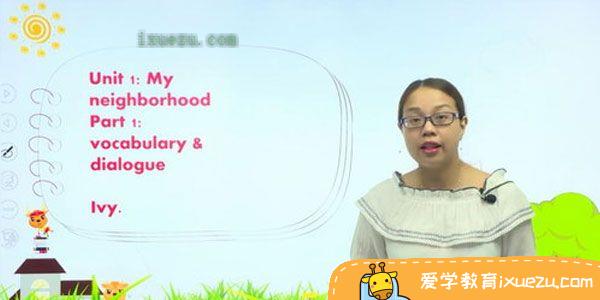 ixuezu.com
Unit 1: My
neighborhood
Part 1:
vocabulary &
dialogue
Ivy.
爱学教育ixuezu.com